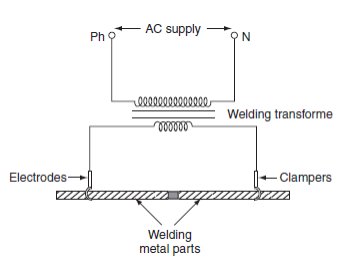 AC supply
Ph
N
Welding transforme
Electrodes
Clampers
Welding
metal parts